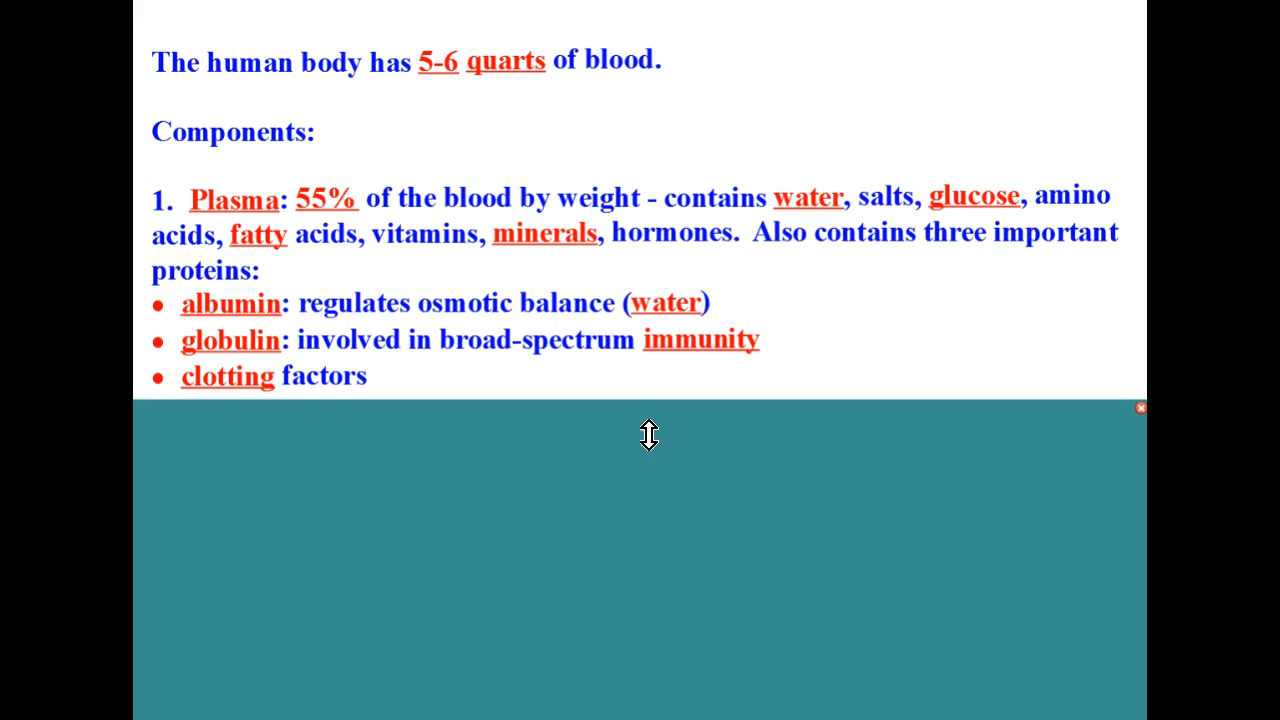 The human body has 5-6 quarts of blood.
Components:
1. Plasma: 55% of the blood by weight - contains water, salts, glucose, amino
acids, fatty acids, vitamins, minerals, hormones. Also contains three important
proteins:
• albumin: regulates osmotic balance (water)
• globulin: involved in broad-spectrum immunity
• clotting factors